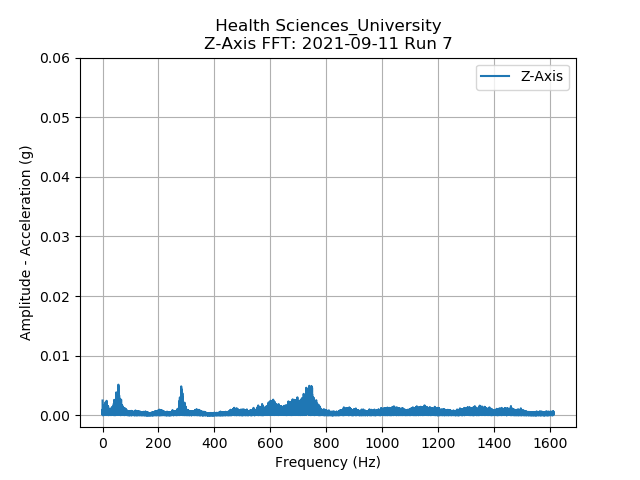 Health Sciences_University
Z-Axis FFT: 2021-09-11 Run 7
Z-Axis
0.06
0.05
0.04
0.03
0.02
0.01
0.00
Amplitude - Acceleration (g)
0 200 400 600 800 1000 1200 1400 1600
Frequency (Hz)